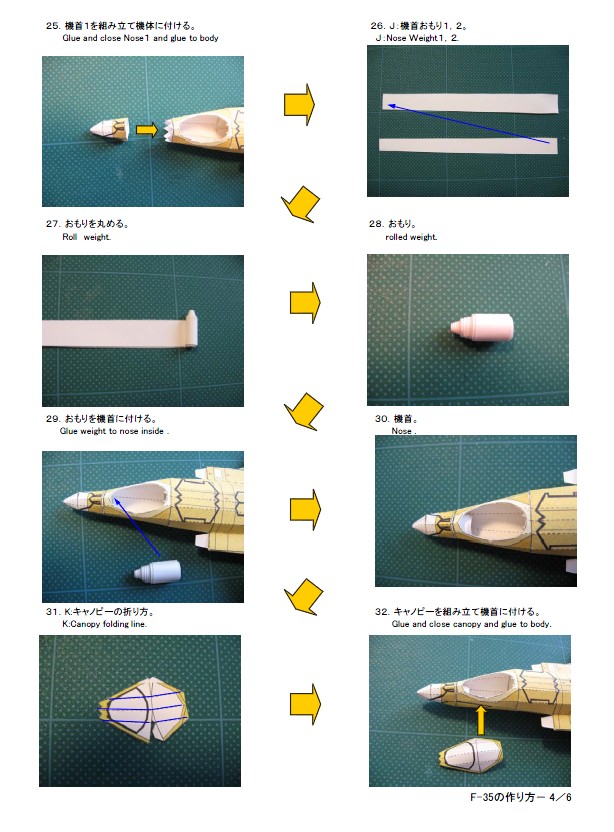 25. 機首1を組み立て機体に付ける。
Glue and close Nose1 and glue to body
26. J:機首おもり1, 2。
J:Nose Weight1, 2.
27. おもりを丸める。
Roll weight.
28. おもり。
rolled weight.
29. おもりを機首に付ける。
Glue weight to nose inside .
30. 機首。
Nose .
31. K:キャノピーの折り方。
K:Canopy folding line.
32. キャノピーを組み立て機首に付ける。
Glue and close canopy and glue to body.
F-35の作り方ー 4/6